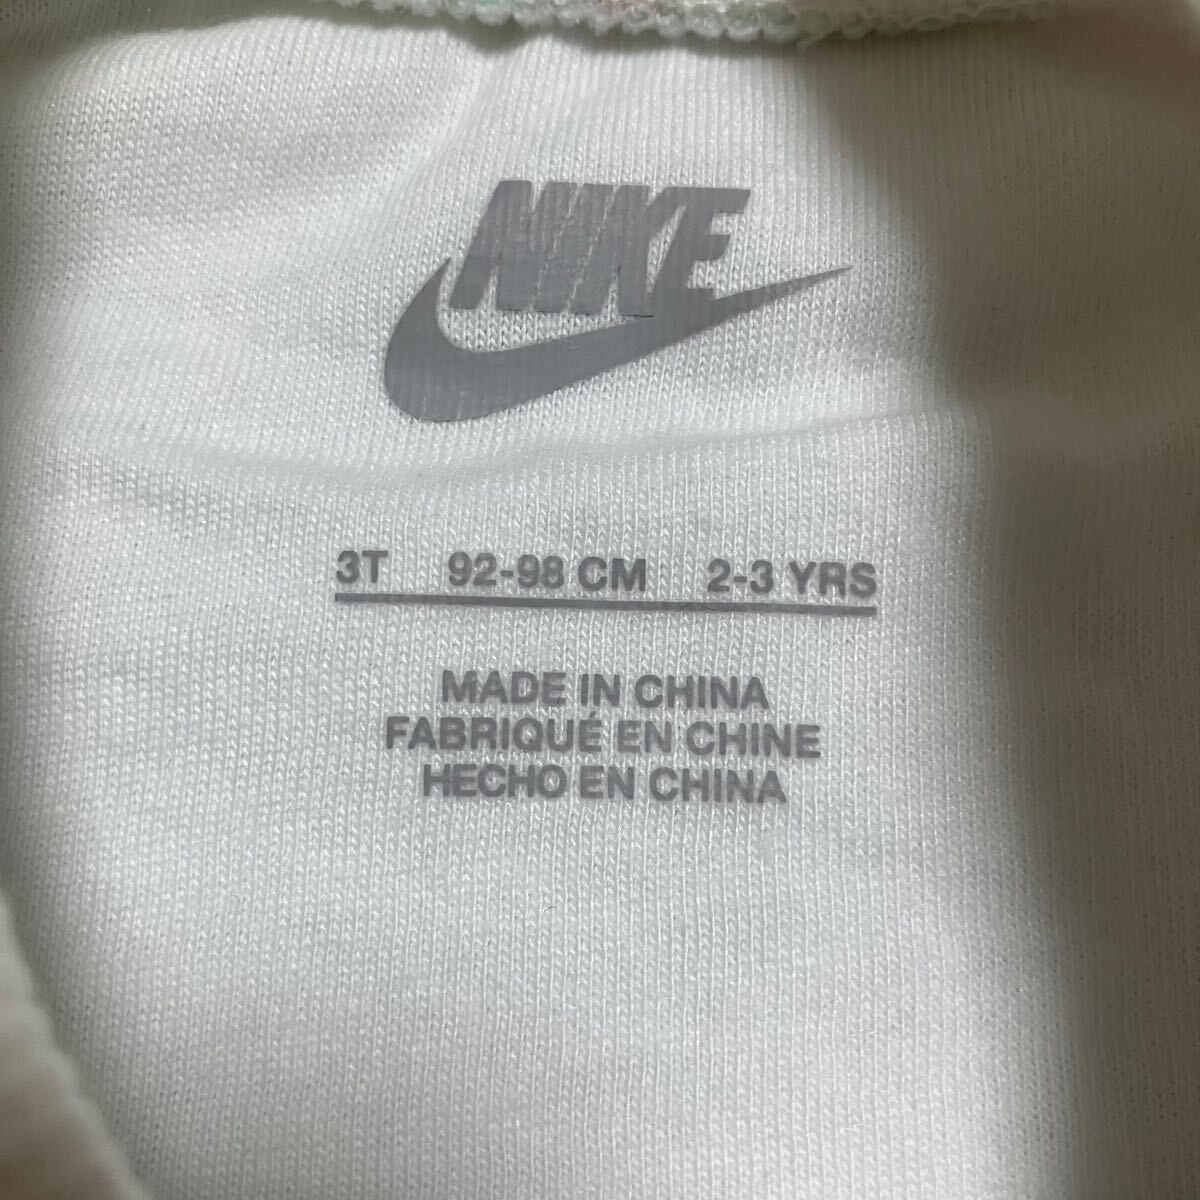 NIKE
3T 92-98 CM 2-3 YRS
MADE IN CHINA
FABRIQUÉ EN CHINE
HECHO EN CHINA